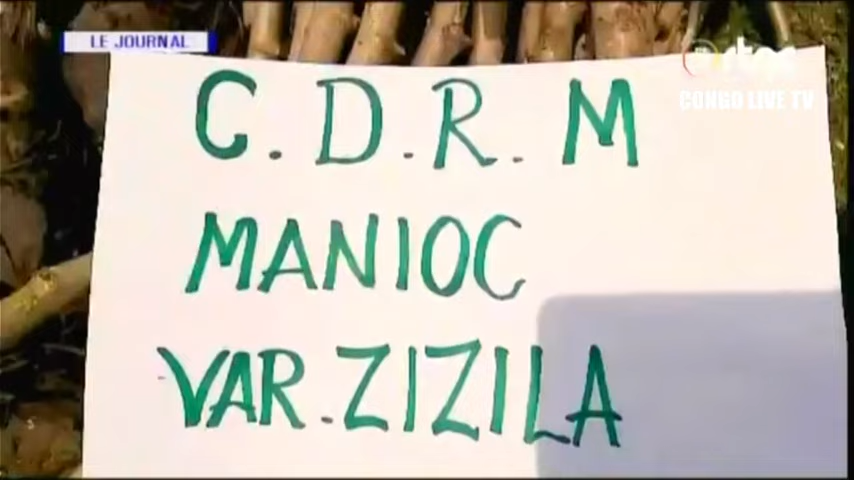 LE JOURNAL
CONGO LIVE TV
C.D.R.M
MANIOC
VAR.ZIZILA